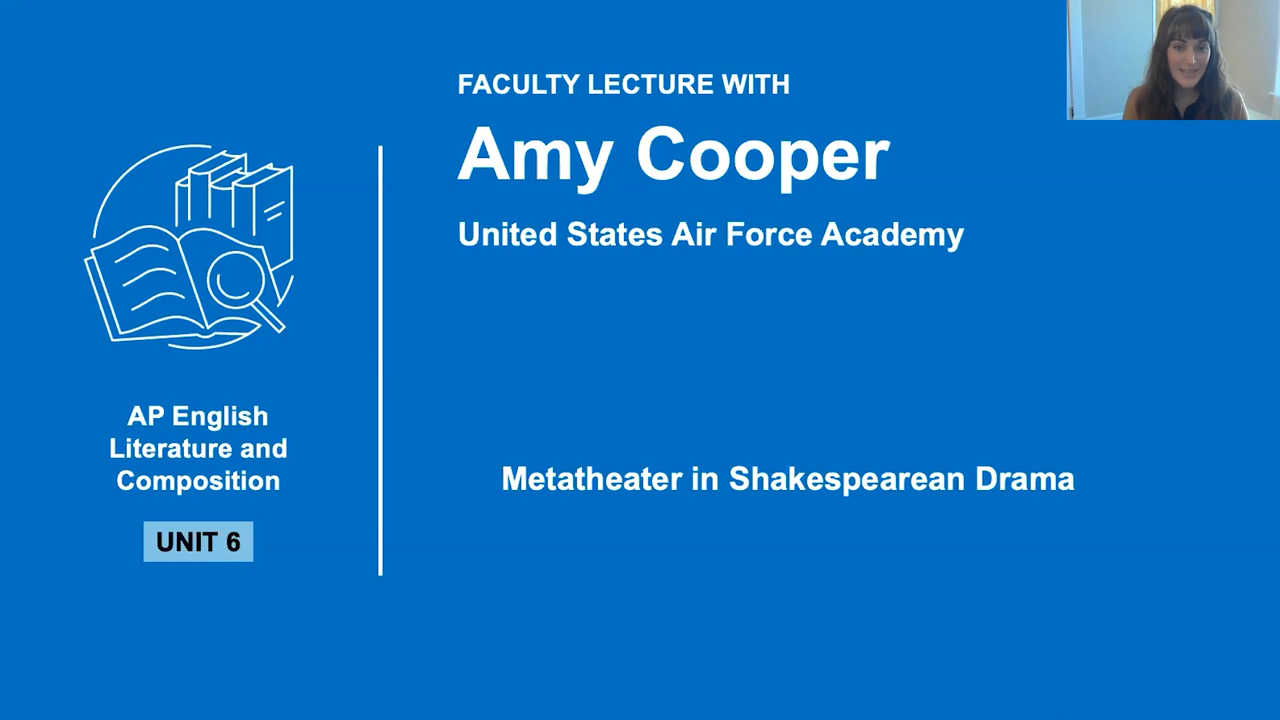 FACULTY LECTURE WITH
Amy Cooper
United States Air Force Academy
AP English
Literature and
Composition
UNIT 6
Metatheater in Shakespearean Drama